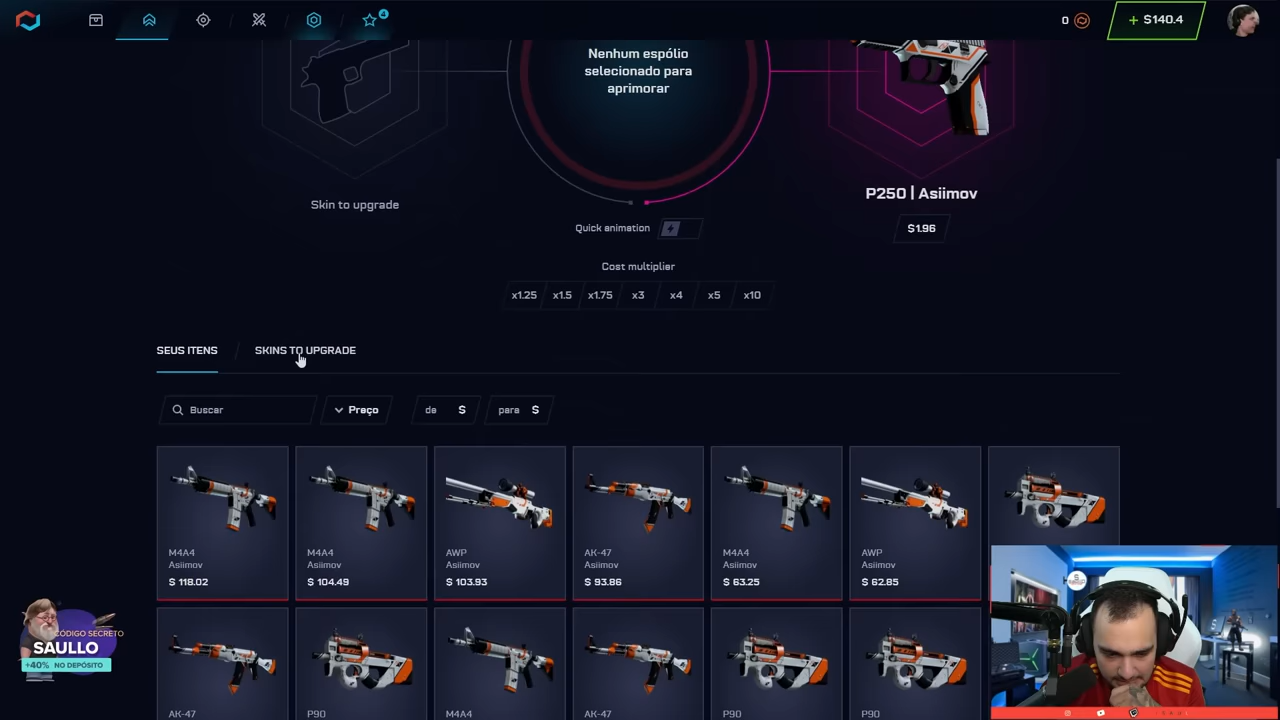 4
0
+ $140.4
Nenhum espólio
selecionado para
aprimorar
Skin to upgrade
P250 | Asiimov
$1.96
Quick animation
Cost multiplier
x1.25 x1.5 x1.75 x3 x4 x5 x10
SEUS ITENS / SKINS TO UPGRADE
Buscar Preço de $ para $
M4A4
Asiimov
$ 118.02
M4A4
Asiimov
$ 104.49
AWP
Asiimov
$ 103.93
AK-47
Asiimov
$ 93.86
M4A4
Asiimov
$ 63.25
AWP
Asiimov
$ 62.85
AK-47
P90
M4A4
AK-47
P90
P90
CÓDIGO SECRETO
SAULLO
+40% NO DEPÓSITO